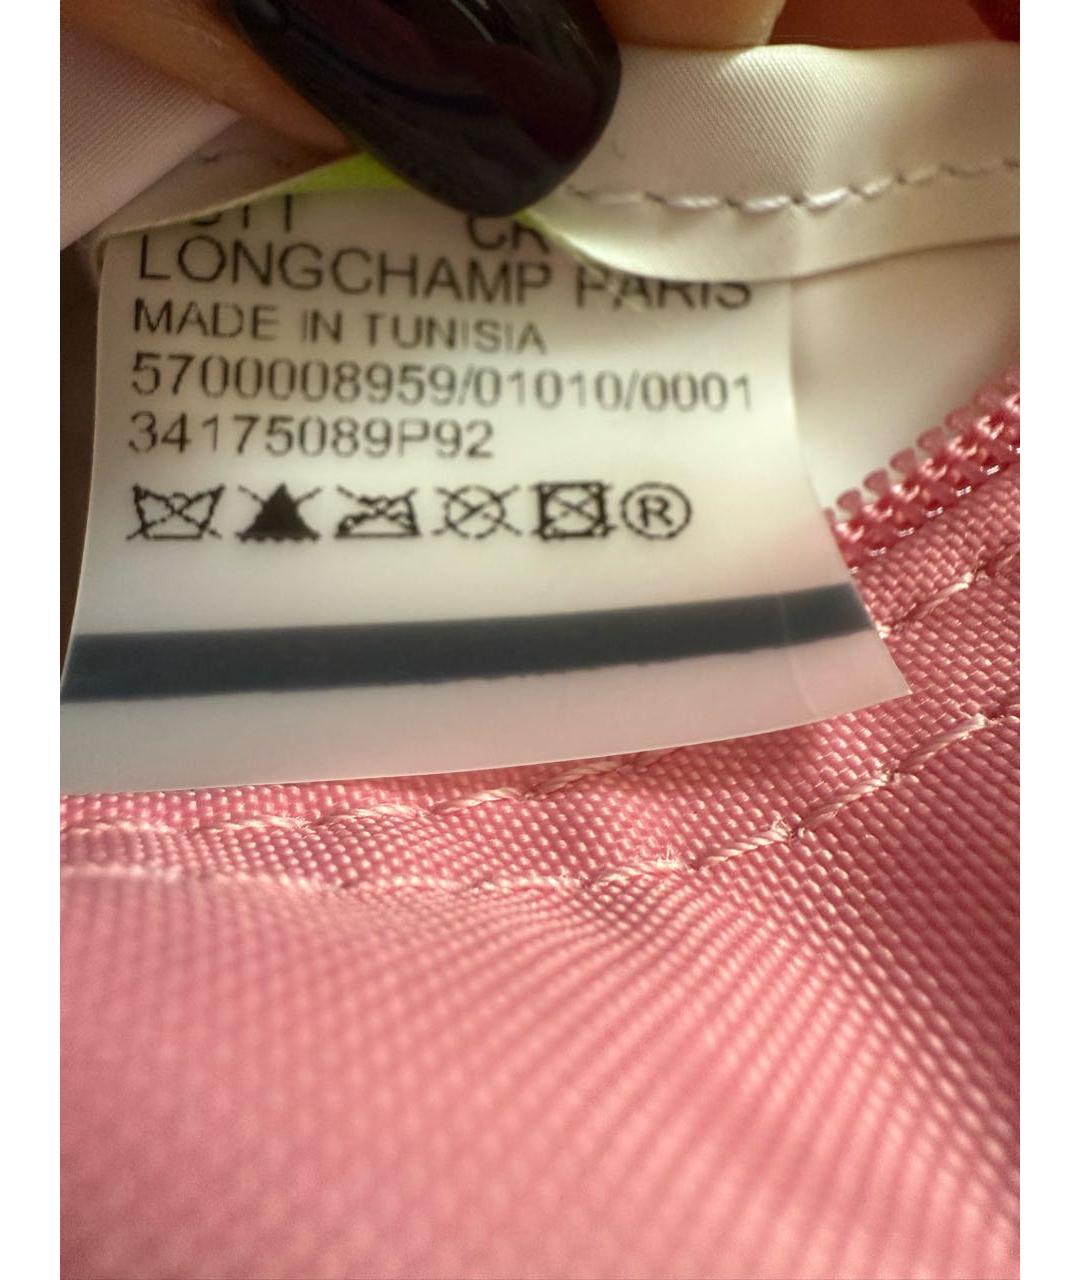 LONGCHAMP PARIS
MADE IN TUNISIA
5700008959/01010/0001
34175089P92
®